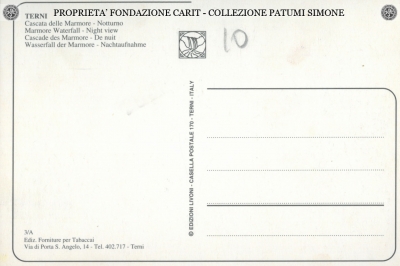 PROPRIETA' FONDAZIONE CARIT - COLLEZIONE PATUMI SIMONE
TERNI
Cascata delle Marmore - Notturno
Marmore Waterfall - Night view
Cascade des Marmore - De nuit
Wasserfall der Marmore - Nachtaufnahme
10
© EDIZIONI LIVONI - CASELLA POSTALE 170 - TERNI - ITALY
3/A
Ediz. Forniture per Tabaccai
Via di Porta S. Angelo, 14 - Tel. 402.717 - Terni